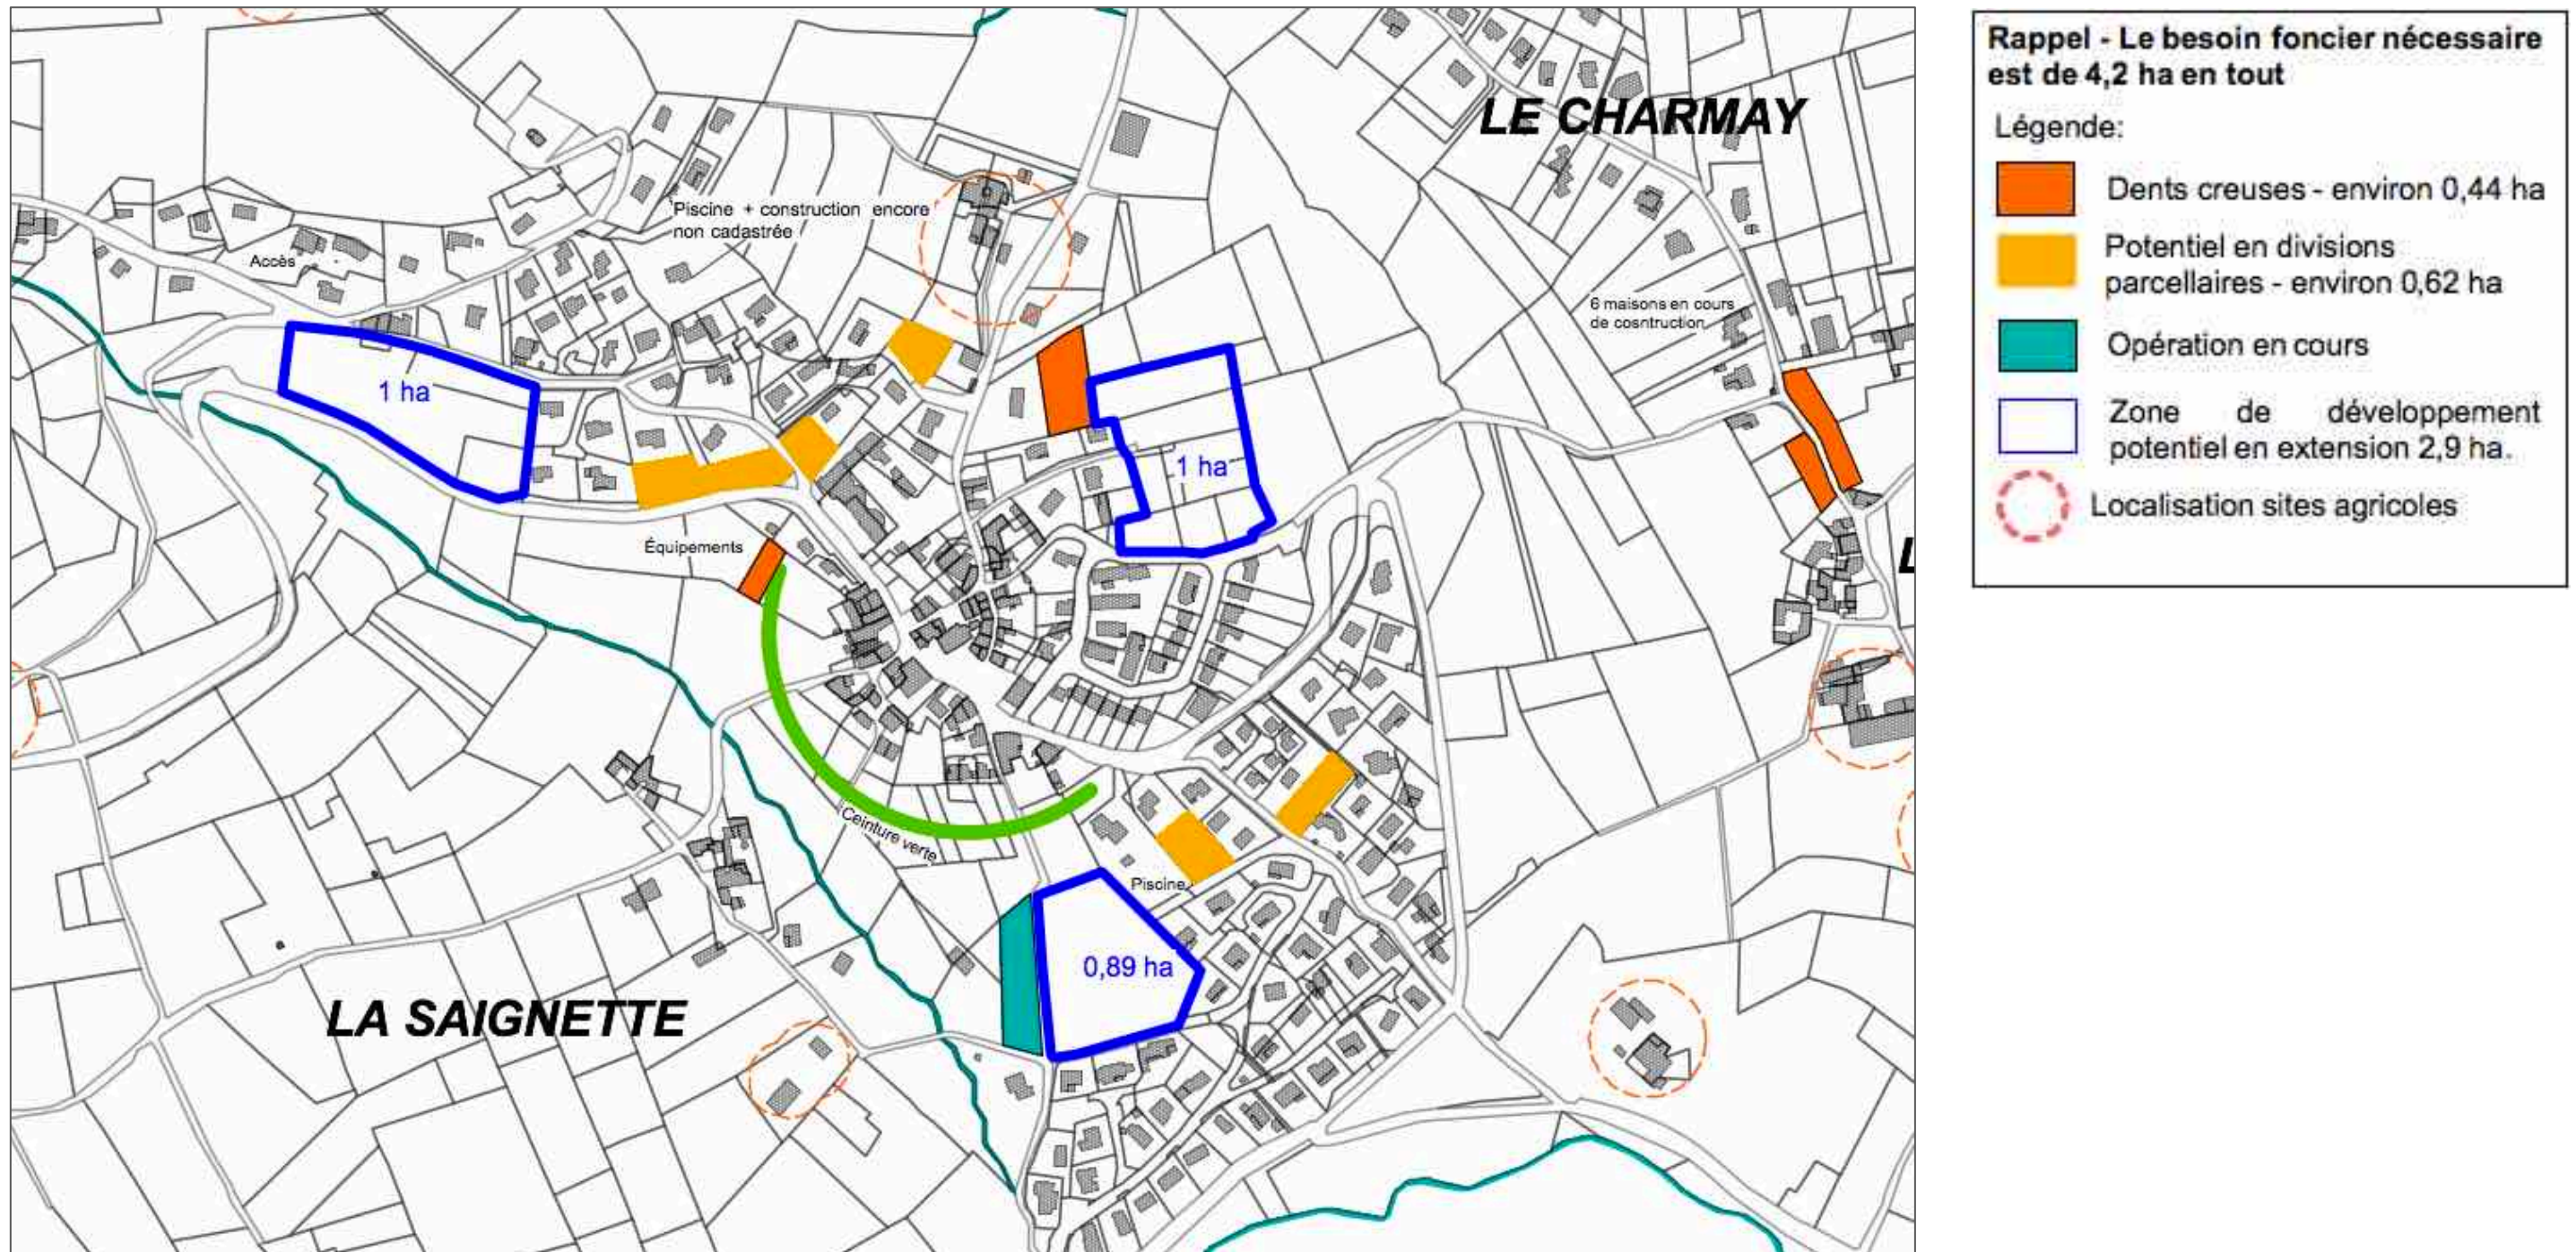 LE CHARMAY
Piscine + construction encore
non cadastrée
Accès
6 maisons en cours
de cosntruction
1 ha
1 ha
Équipements
L
Ceinture verte
Piscine
0,89 ha
LA SAIGNETTE
Rappel - Le besoin foncier nécessaire
est de 4,2 ha en tout
Légende:
Dents creuses - environ 0,44 ha
Potentiel en divisions
parcellaires - environ 0,62 ha
Opération en cours
Zone de développement
potentiel en extension 2,9 ha.
Localisation sites agricoles